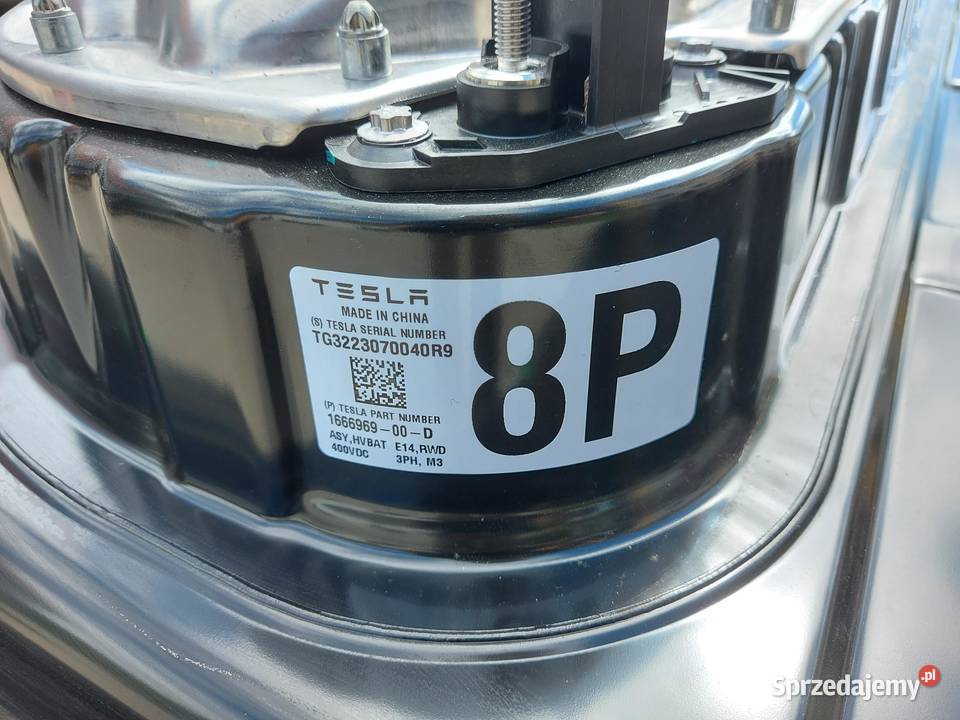 TESLA
MADE IN CHINA
(S) TESLA SERIAL NUMBER
TG3223070040R9
(P) TESLA PART NUMBER
1666969-00-D
ASY,HVBAT E14,RWD
400VDC 3PH, M3
8P
Sprzedajemy.pl